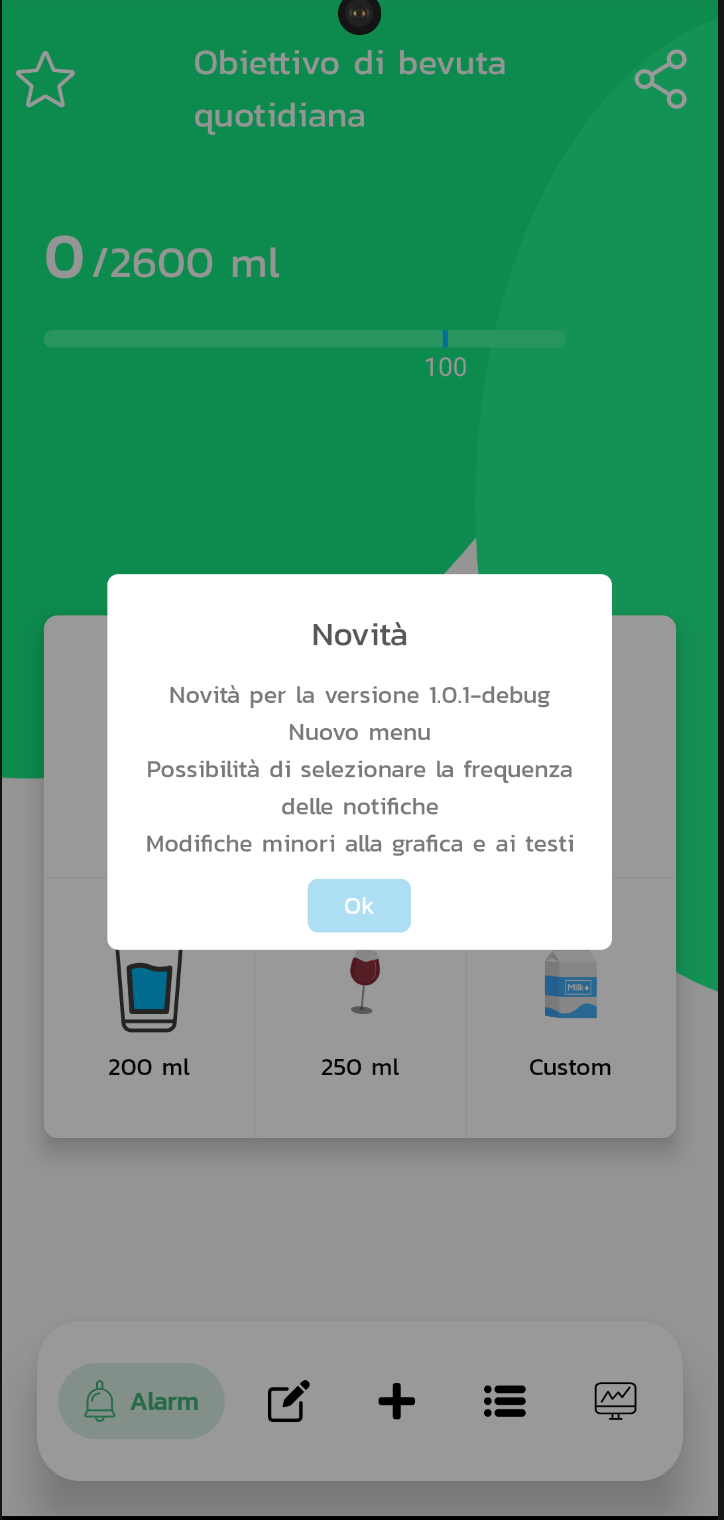 Obiettivo di bevuta
quotidiana
0/2600 ml
100
Novità
Novità per la versione 1.0.1-debug
Nuovo menu
Possibilità di selezionare la frequenza
delle notifiche
Modifiche minori alla grafica e ai testi
Ok
Milk
200 ml
250 ml
Custom
Alarm